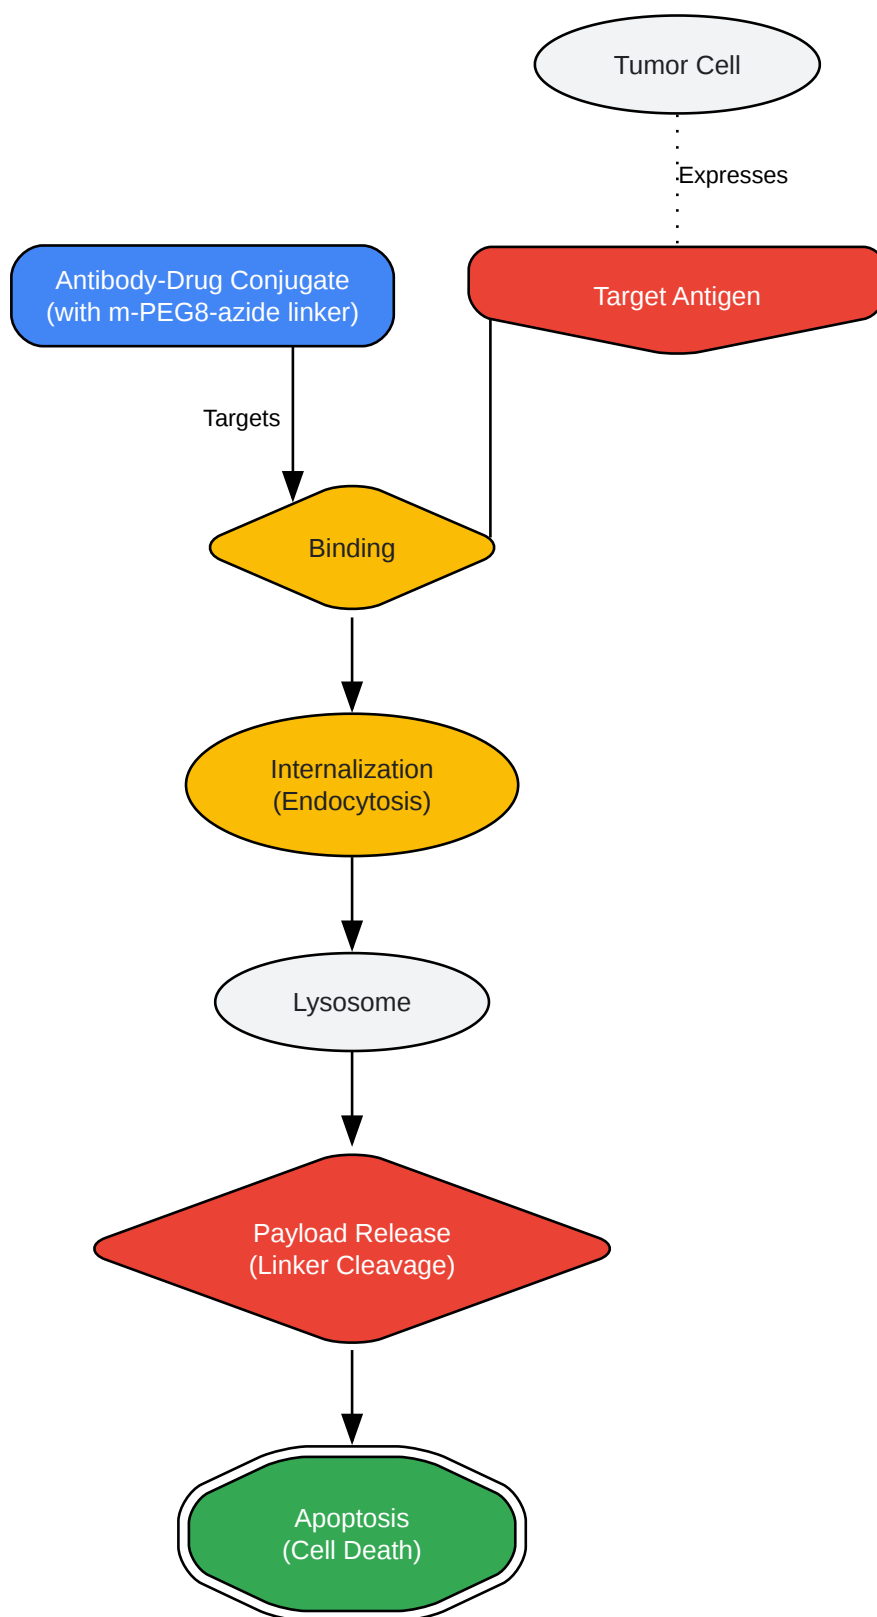 Tumor Cell
Expresses
Antibody-Drug Conjugate
(with m-PEG8-azide linker)
Target Antigen
Targets
Binding
Internalization
(Endocytosis)
Lysosome
Payload Release
(Linker Cleavage)
Apoptosis
(Cell Death)